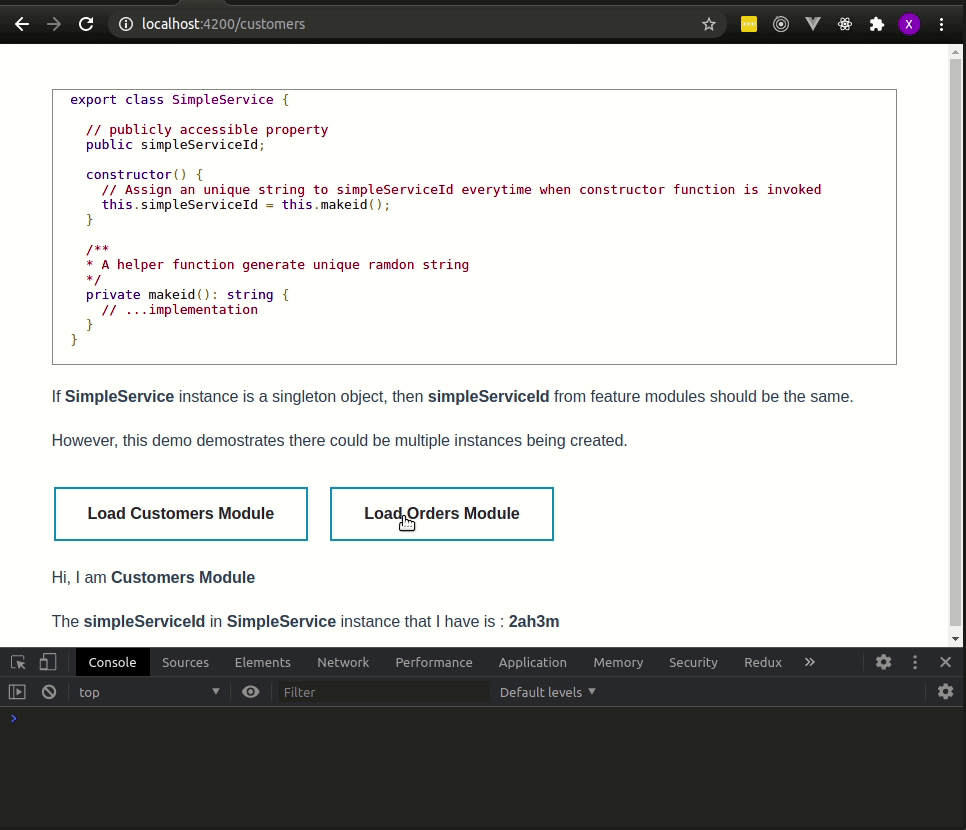 localhost:4200/customers
X
export class SimpleService {
// publicly accessible property
public simpleServiceId;
constructor() {
// Assign an unique string to simpleServiceId everytime when constructor function is invoked
this.simpleServiceId = this.makeid();
}
/**
* A helper function generate unique ramdon string
*/
private makeid(): string {
// ...implementation
}
}
If SimpleService instance is a singleton object, then simpleServiceId from feature modules should be the same.
However, this demo demostrates there could be multiple instances being created.
Load Customers Module Load Orders Module
Hi, I am Customers Module
The simpleServiceId in SimpleService instance that I have is : 2ah3m
Console Sources Elements Network Performance Application Memory Security Redux »
top Filter Default levels